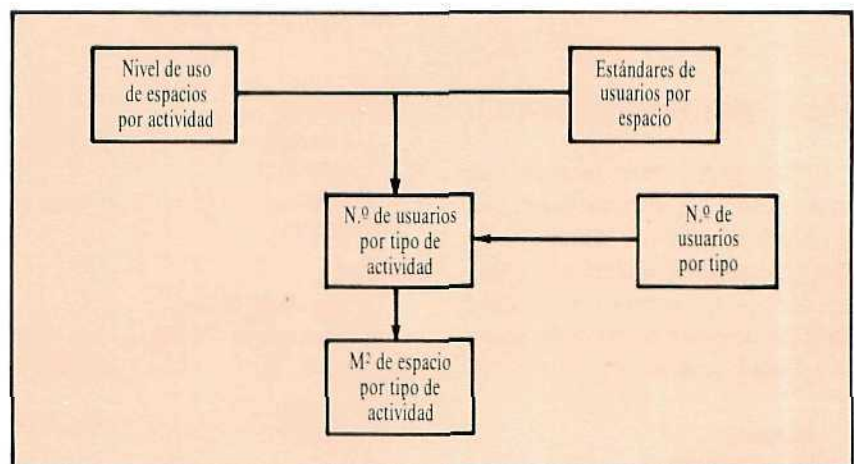 Nivel de uso
de espacios
por actividad
Estándares de
usuarios por
espacio
N.º de usuarios
por tipo de
actividad
N.º de
usuarios
por tipo
M² de espacio
por tipo de
actividad